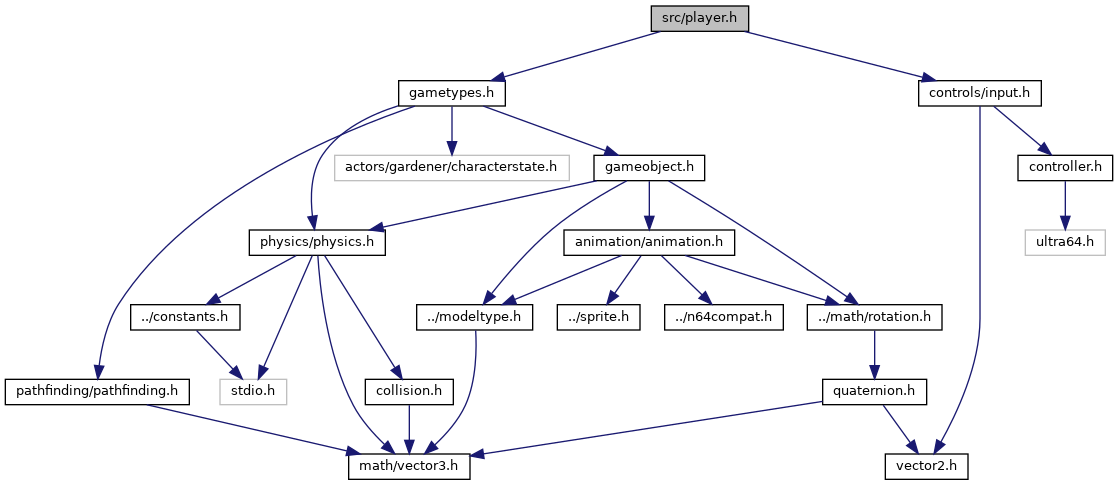 src/player.h
gametypes.h
controls/input.h
actors/gardener/characterstate.h
gameobject.h
controller.h
physics/physics.h
animation/animation.h
ultra64.h
../constants.h
../modeltype.h
../sprite.h
../n64compat.h
../math/rotation.h
pathfinding/pathfinding.h
stdio.h
collision.h
quaternion.h
math/vector3.h
vector2.h